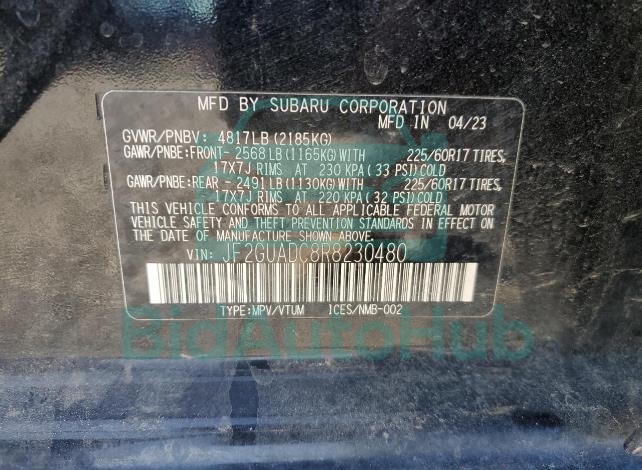 MFD BY SUBARU CORPORATION
MFD IN 04/23
GVWR/PNBV: 4817LB (2185KG)
GAWR/PNBE: FRONT- 2568LB (1165KG) WITH 225/60R17 TIRES,
17X7J RIMS AT 230 KPA (33 PSI) COLD
GAWR/PNBE: REAR - 2491LB (1130KG) WITH 225/60R17 TIRES,
17X7J RIMS AT 220 KPA (32 PSI) COLD
THIS VEHICLE CONFORMS TO ALL APPLICABLE FEDERAL MOTOR
VEHICLE SAFETY STANDARDS IN EFFECT ON THE DATE
OF MANUFACTURE SHOWN ABOVE.
VIN: JF2GUADC8R8230480
TYPE:MPV/VTUM ICES/NMB-002
BidAutoHub